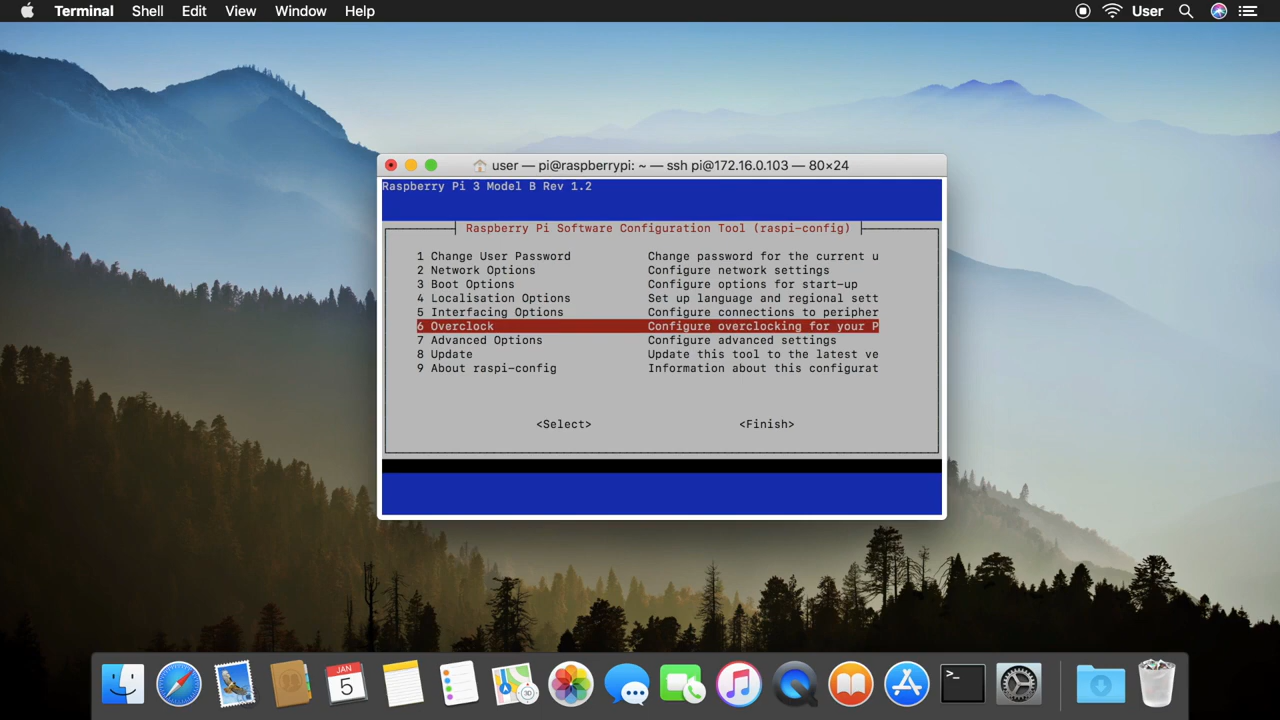 Terminal Shell Edit View Window Help User
user — pi@raspberrypi: ~ — ssh pi@172.16.0.103 — 80×24
Raspberry Pi 3 Model B Rev 1.2
Raspberry Pi Software Configuration Tool (raspi-config)
1 Change User Password Change password for the current u
2 Network Options Configure network settings
3 Boot Options Configure options for start-up
4 Localisation Options Set up language and regional sett
5 Interfacing Options Configure connections to peripher
6 Overclock Configure overclocking for your P
7 Advanced Options Configure advanced settings
8 Update Update this tool to the latest ve
9 About raspi-config Information about this configurat
<Select> <Finish>
JAN
5
3D
>_